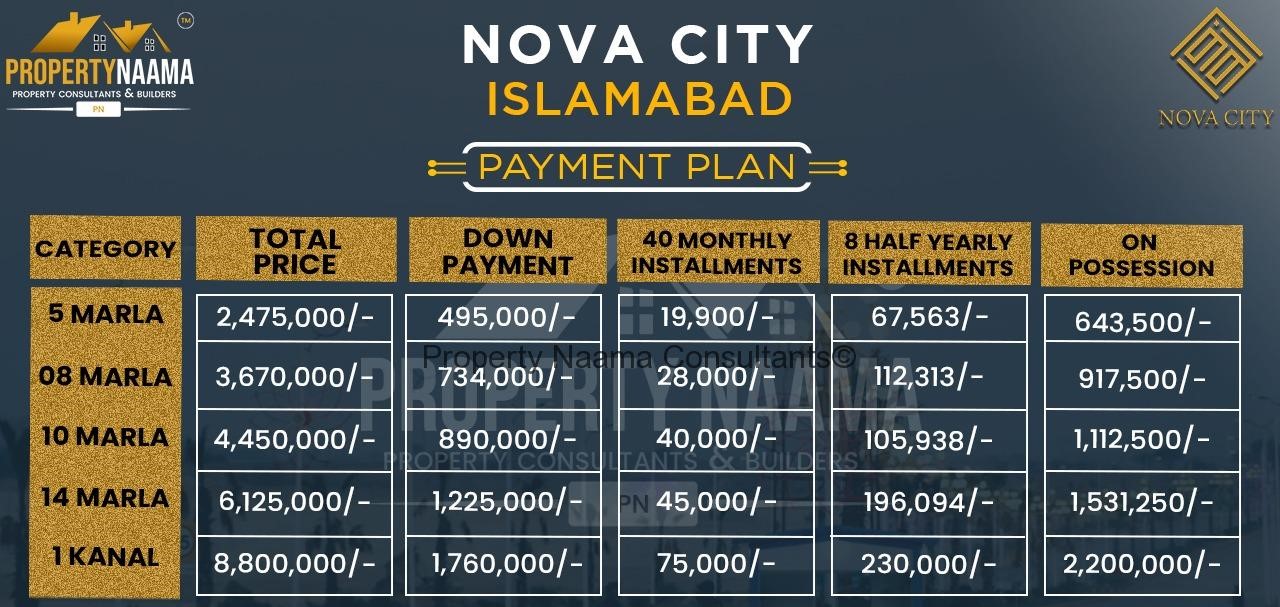 TM
PROPERTYNAAMA
PROPERTY CONSULTANTS & BUILDERS
PN
NOVA CITY
ISLAMABAD
NOVA CITY
PAYMENT PLAN
CATEGORY
TOTAL
PRICE
DOWN
PAYMENT
40 MONTHLY
INSTALLMENTS
8 HALF YEARLY
INSTALLMENTS
ON
POSSESSION
5 MARLA 2,475,000/- 495,000/- 19,900/- 67,563/- 643,500/-
Property Naama Consultants©
08 MARLA 3,670,000/- 734,000/- 28,000/- 112,313/- 917,500/-
PROPERTY NAAMA
10 MARLA 4,450,000/- 890,000/- 40,000/- 105,938/- 1,112,500/-
PROPERTY CONSULTANTS & BUILDERS
14 MARLA 6,125,000/- 1,225,000/- 45,000/- 196,094/- 1,531,250/-
PN
1 KANAL 8,800,000/- 1,760,000/- 75,000/- 230,000/- 2,200,000/-